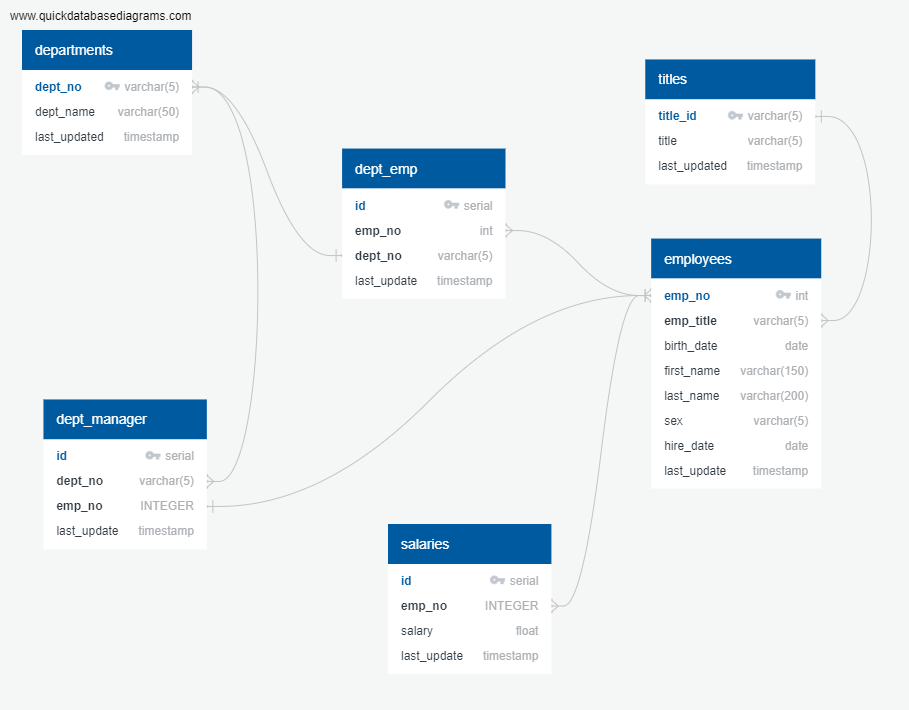 www.quickdatabasediagrams.com
departments
dept_no varchar(5)
dept_name varchar(50)
last_updated timestamp
titles
title_id varchar(5)
title varchar(5)
last_updated timestamp
dept_emp
id serial
emp_no int
dept_no varchar(5)
last_update timestamp
employees
emp_no int
emp_title varchar(5)
birth_date date
first_name varchar(150)
last_name varchar(200)
sex varchar(5)
hire_date date
last_update timestamp
dept_manager
id serial
dept_no varchar(5)
emp_no INTEGER
last_update timestamp
salaries
id serial
emp_no INTEGER
salary float
last_update timestamp